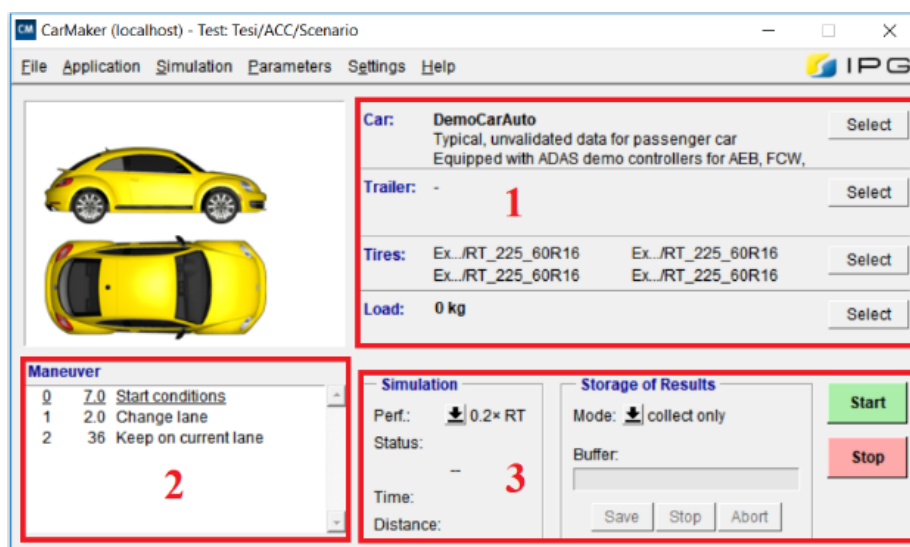 CM CarMaker (localhost) - Test: Tesi/ACC/Scenario
File Application Simulation Parameters Settings Help IPG
Car: DemoCarAuto Select
Typical, unvalidated data for passenger car
Equipped with ADAS demo controllers for AEB, FCW,
Trailer: - 1 Select
Tires: Ex.../RT_225_60R16 Ex.../RT_225_60R16 Select
Ex.../RT_225_60R16 Ex.../RT_225_60R16
Load: 0 kg Select
Maneuver
0 7.0 Start conditions
1 2.0 Change lane
2 36 Keep on current lane
2
Simulation
Perf.: 0.2× RT
Status:
--
Time:
Distance:
3
Storage of Results
Mode: collect only
Buffer:
Save Stop Abort
Start
Stop